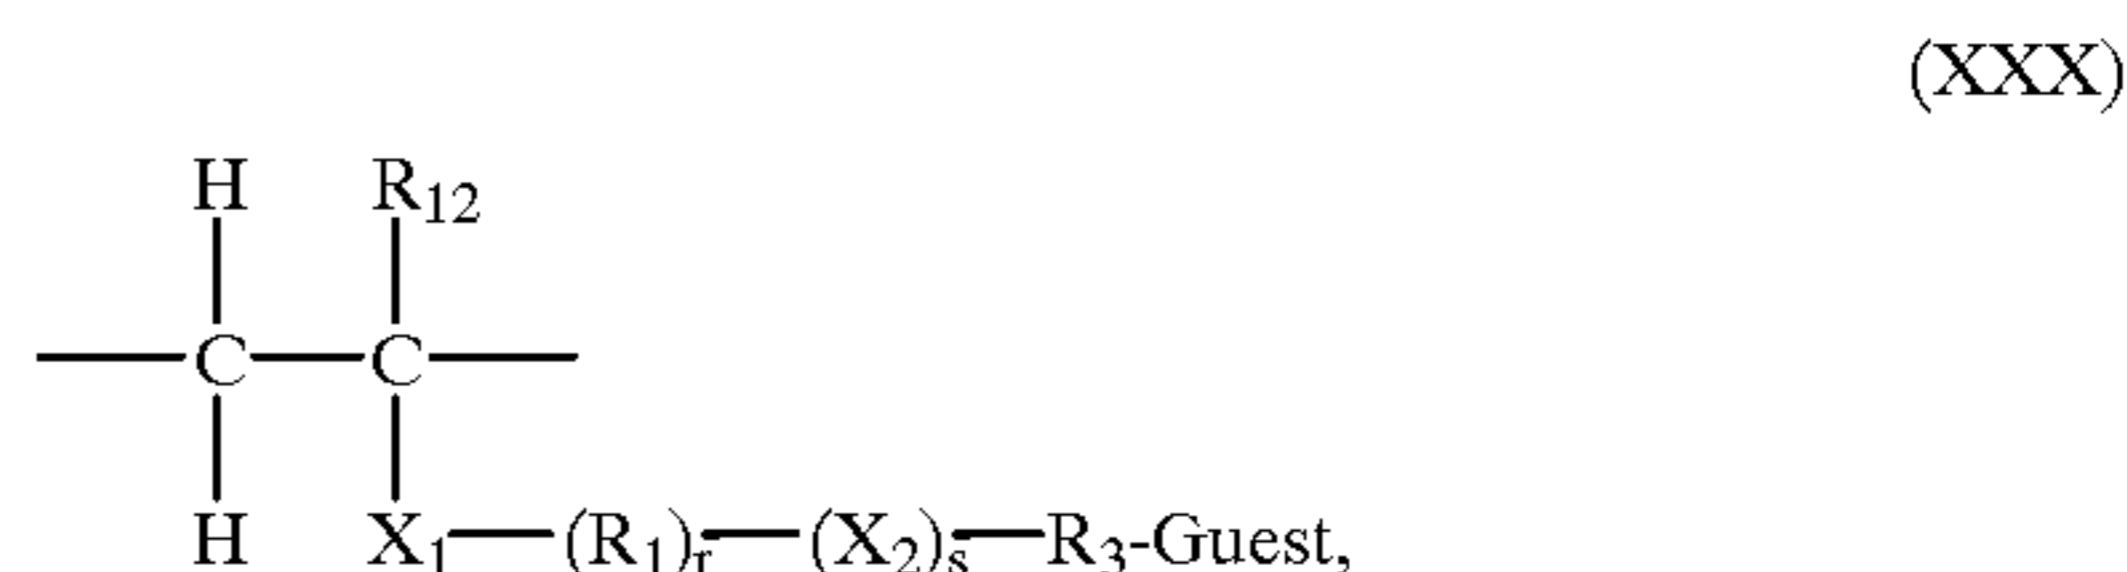 (XXX)
H R12
C C
H X1 (R1)r (X2)s R3-Guest,